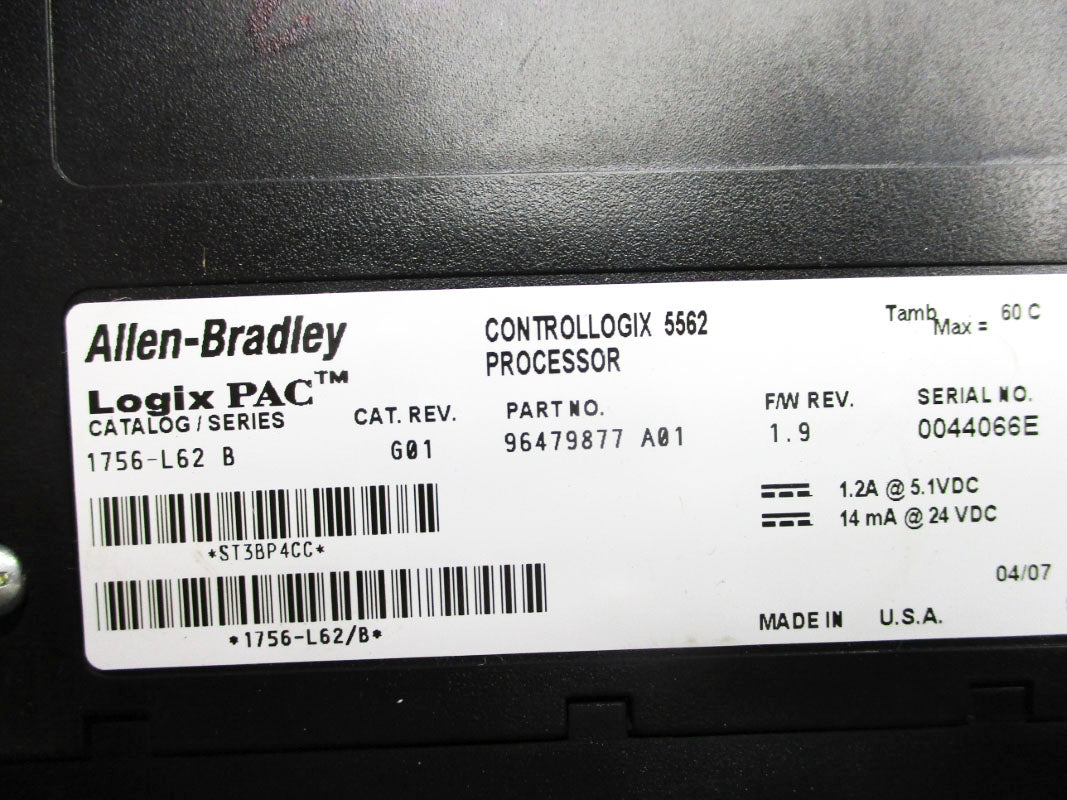 Allen-Bradley
Logix PAC™
CONTROLLOGIX 5562
PROCESSOR
Tamb Max = 60 C
CATALOG / SERIES
1756-L62 B
CAT. REV.
G01
PART NO.
96479877 A01
F/W REV.
1.9
SERIAL NO.
0044066E
1.2A @ 5.1VDC
14 mA @ 24 VDC
*ST3BP4CC*
04/07
*1756-L62/B*
MADE IN U.S.A.